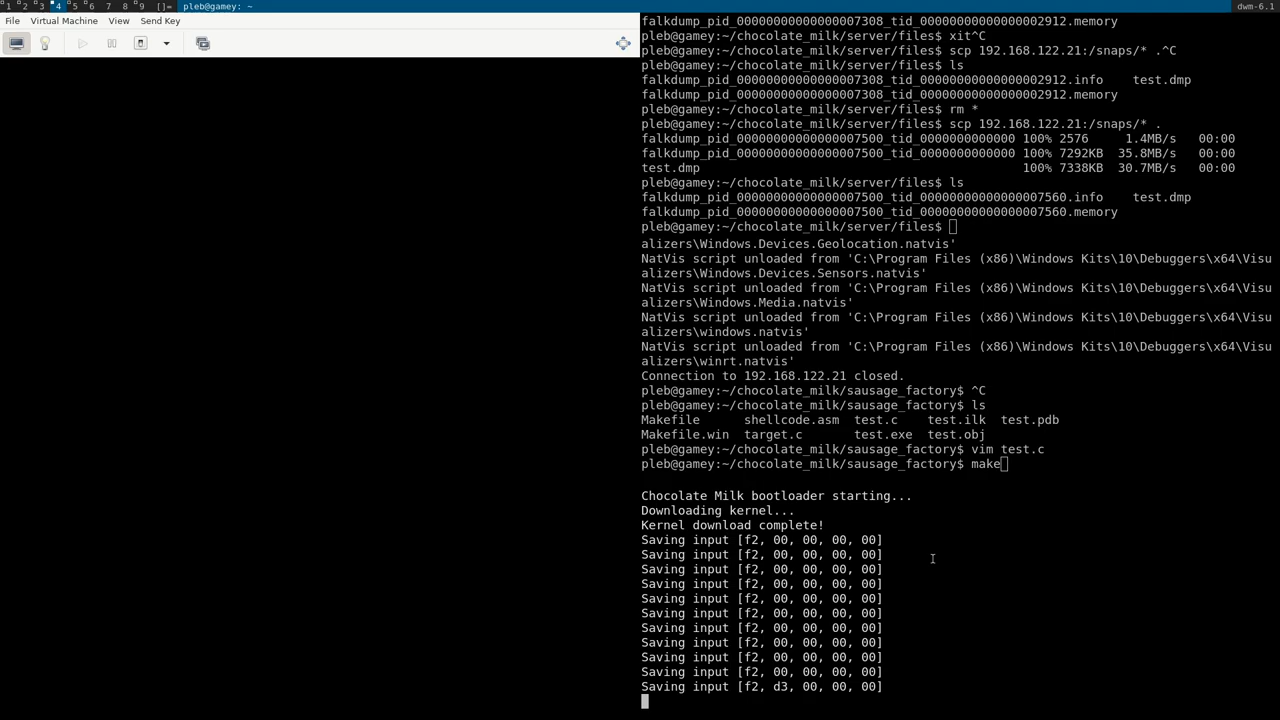 1 2 3 4 5 6 7 8 9 []= pleb@gamey: ~ dwm-6.1
File Virtual Machine View Send Key
falkdump_pid_00000000000000007308_tid_00000000000000002912.memory
pleb@gamey:~/chocolate_milk/server/files$ xit^C
pleb@gamey:~/chocolate_milk/server/files$ scp 192.168.122.21:/snaps/* .^C
pleb@gamey:~/chocolate_milk/server/files$ ls
falkdump_pid_00000000000000007308_tid_00000000000000002912.info test.dmp
falkdump_pid_00000000000000007308_tid_00000000000000002912.memory
pleb@gamey:~/chocolate_milk/server/files$ rm *
pleb@gamey:~/chocolate_milk/server/files$ scp 192.168.122.21:/snaps/* .
falkdump_pid_00000000000000007500_tid_0000000000000 100% 2576 1.4MB/s 00:00
falkdump_pid_00000000000000007500_tid_0000000000000 100% 7292KB 35.8MB/s 00:00
test.dmp 100% 7338KB 30.7MB/s 00:00
pleb@gamey:~/chocolate_milk/server/files$ ls
falkdump_pid_00000000000000007500_tid_00000000000000007560.info test.dmp
falkdump_pid_00000000000000007500_tid_00000000000000007560.memory
pleb@gamey:~/chocolate_milk/server/files$
alizers\Windows.Devices.Geolocation.natvis'
NatVis script unloaded from 'C:\Program Files (x86)\Windows Kits\10\Debuggers\x64\Visu
alizers\Windows.Devices.Sensors.natvis'
NatVis script unloaded from 'C:\Program Files (x86)\Windows Kits\10\Debuggers\x64\Visu
alizers\Windows.Media.natvis'
NatVis script unloaded from 'C:\Program Files (x86)\Windows Kits\10\Debuggers\x64\Visu
alizers\windows.natvis'
NatVis script unloaded from 'C:\Program Files (x86)\Windows Kits\10\Debuggers\x64\Visu
alizers\winrt.natvis'
Connection to 192.168.122.21 closed.
pleb@gamey:~/chocolate_milk/sausage_factory$ ^C
pleb@gamey:~/chocolate_milk/sausage_factory$ ls
Makefile shellcode.asm test.c test.ilk test.pdb
Makefile.win target.c test.exe test.obj
pleb@gamey:~/chocolate_milk/sausage_factory$ vim test.c
pleb@gamey:~/chocolate_milk/sausage_factory$ make
Chocolate Milk bootloader starting...
Downloading kernel...
Kernel download complete!
Saving input [f2, 00, 00, 00, 00]
Saving input [f2, 00, 00, 00, 00]
Saving input [f2, 00, 00, 00, 00]
Saving input [f2, 00, 00, 00, 00]
Saving input [f2, 00, 00, 00, 00]
Saving input [f2, 00, 00, 00, 00]
Saving input [f2, 00, 00, 00, 00]
Saving input [f2, 00, 00, 00, 00]
Saving input [f2, 00, 00, 00, 00]
Saving input [f2, 00, 00, 00, 00]
Saving input [f2, d3, 00, 00, 00]